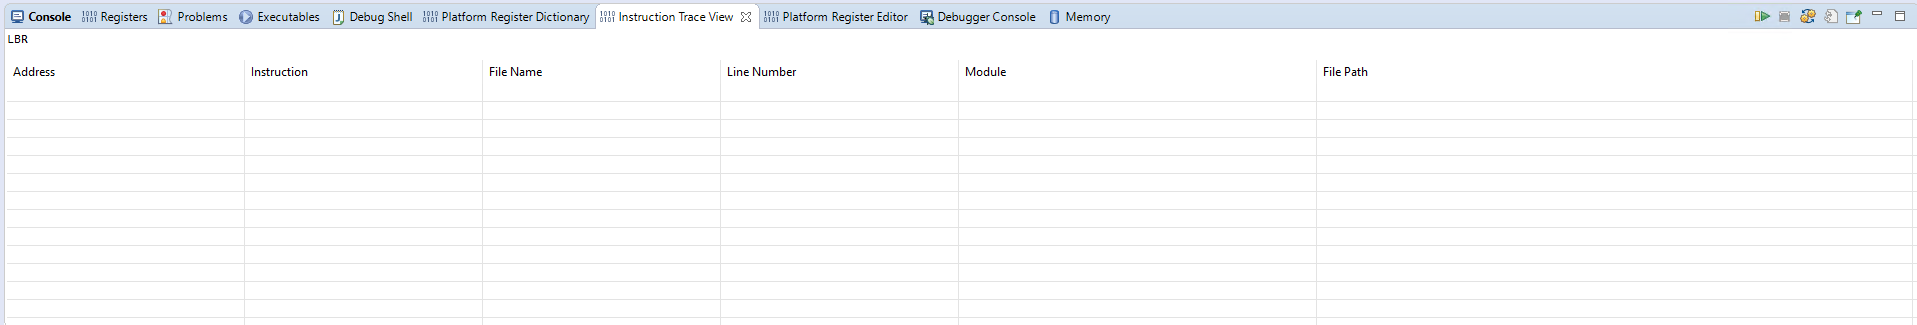 Console Registers Problems Executables Debug Shell Platform Register Dictionary Instruction Trace View Platform Register Editor Debugger Console Memory
LBR
Address Instruction File Name Line Number Module File Path